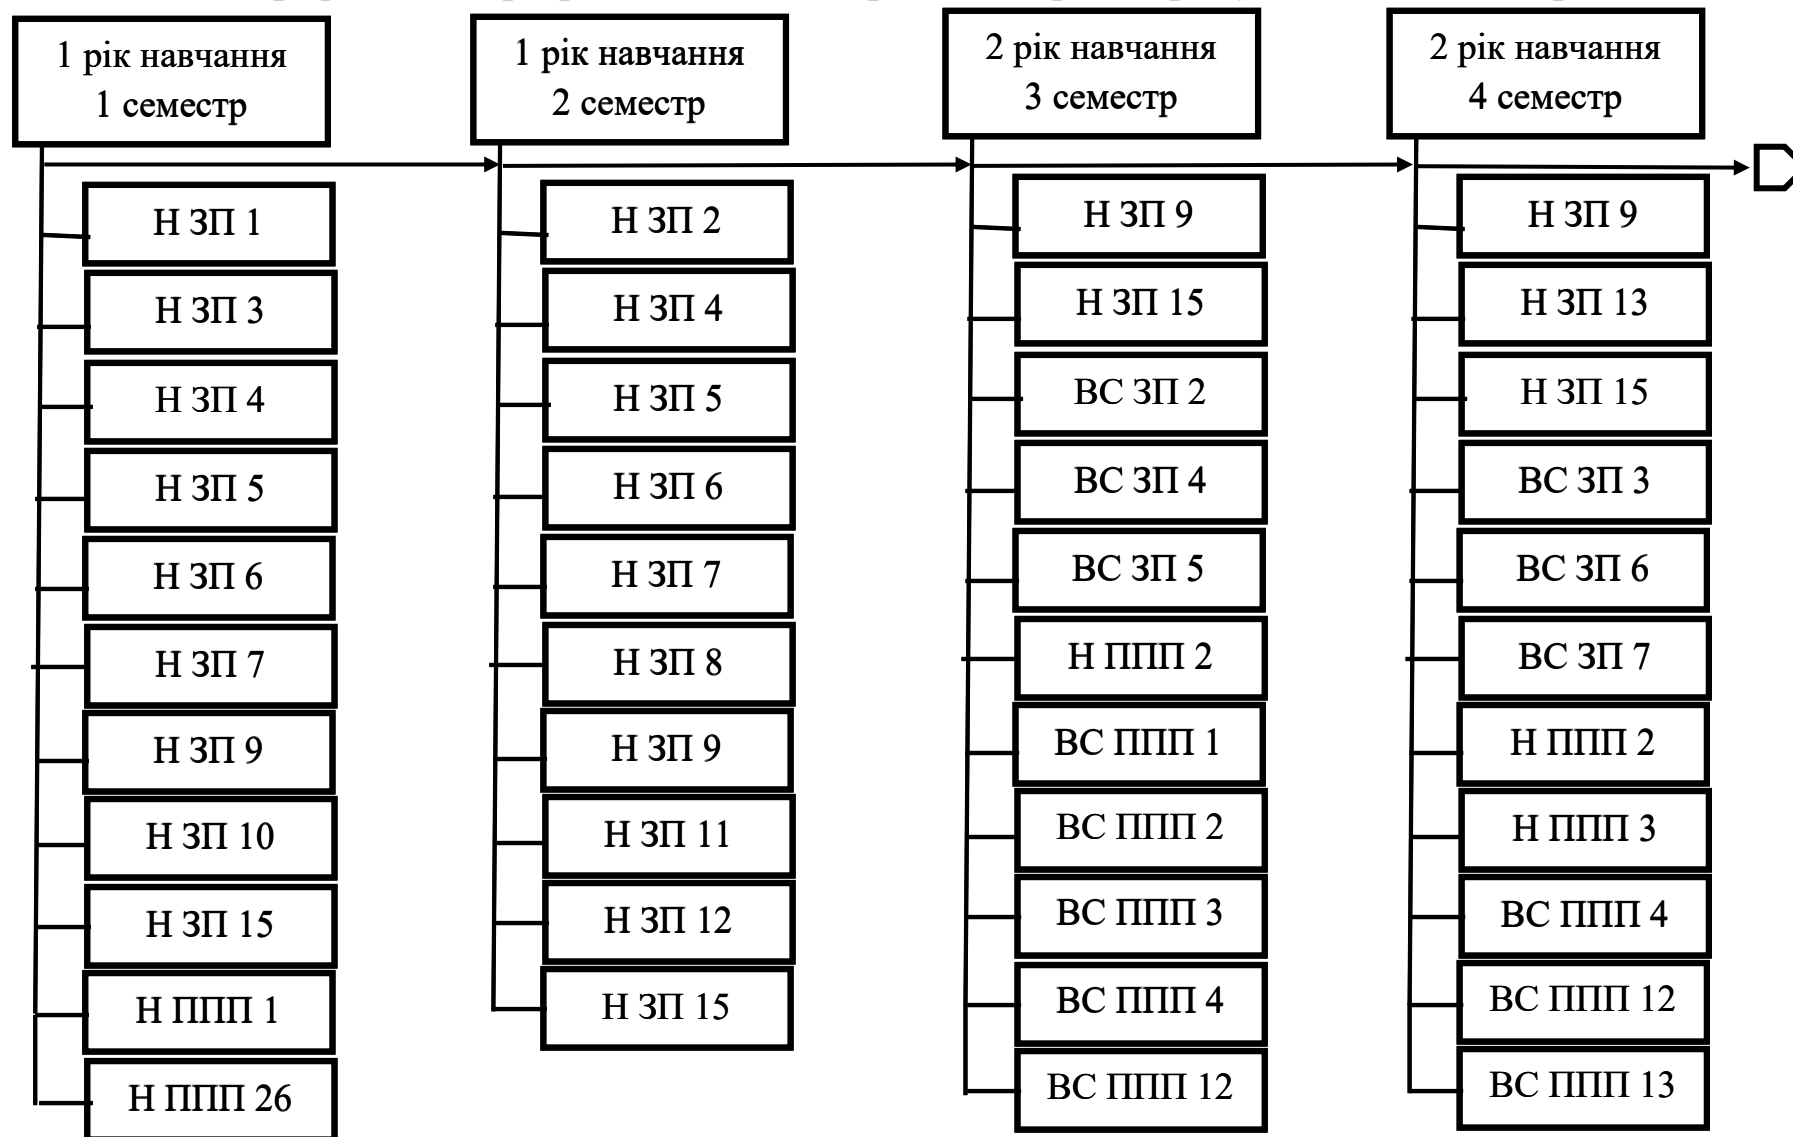 1 рік навчання
1 семестр
Н ЗП 1
Н ЗП 3
Н ЗП 4
Н ЗП 5
Н ЗП 6
Н ЗП 7
Н ЗП 9
Н ЗП 10
Н ЗП 15
Н ППП 1
Н ППП 26
1 рік навчання
2 семестр
Н ЗП 2
Н ЗП 4
Н ЗП 5
Н ЗП 6
Н ЗП 7
Н ЗП 8
Н ЗП 9
Н ЗП 11
Н ЗП 12
Н ЗП 15
2 рік навчання
3 семестр
Н ЗП 9
Н ЗП 15
ВС ЗП 2
ВС ЗП 4
ВС ЗП 5
Н ППП 2
ВС ППП 1
ВС ППП 2
ВС ППП 3
ВС ППП 4
ВС ППП 12
2 рік навчання
4 семестр
Н ЗП 9
Н ЗП 13
Н ЗП 15
ВС ЗП 3
ВС ЗП 6
ВС ЗП 7
Н ППП 2
Н ППП 3
ВС ППП 4
ВС ППП 12
ВС ППП 13